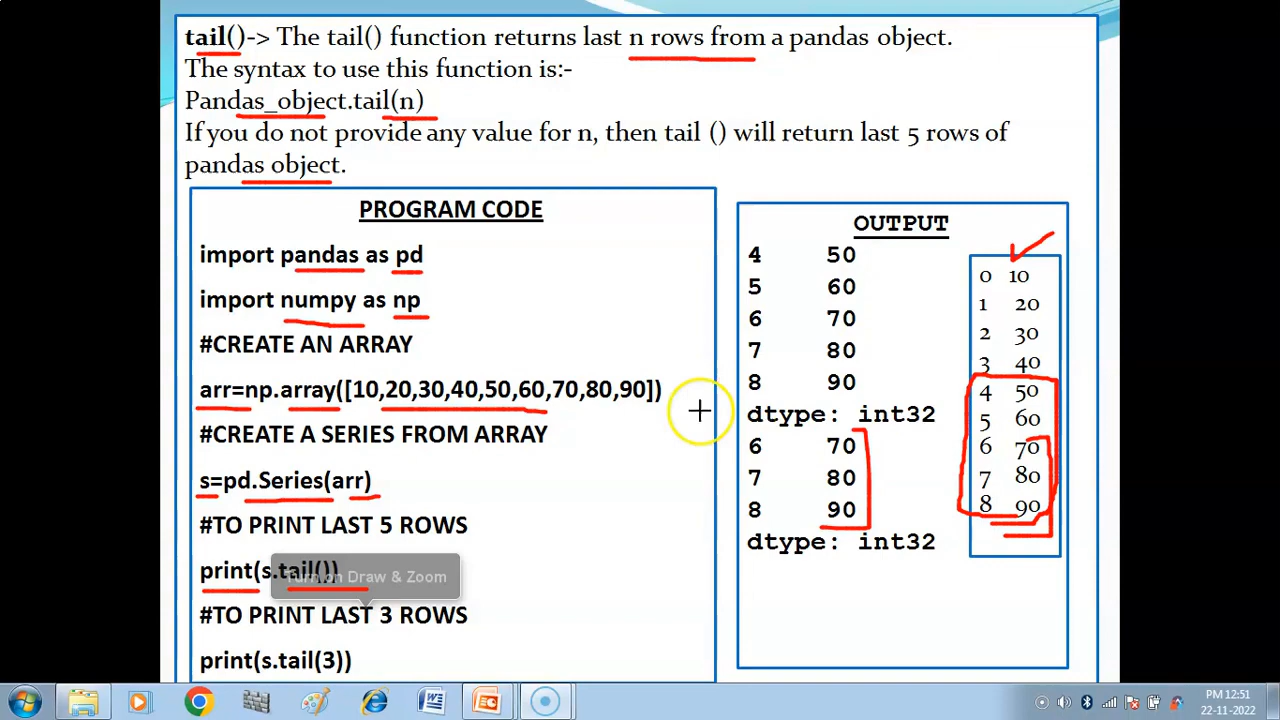 tail()-> The tail() function returns last n rows from a pandas object.
The syntax to use this function is:-
Pandas_object.tail(n)
If you do not provide any value for n, then tail () will return last 5 rows of
pandas object.
PROGRAM CODE
import pandas as pd
import numpy as np
#CREATE AN ARRAY
arr=np.array([10,20,30,40,50,60,70,80,90])
#CREATE A SERIES FROM ARRAY
s=pd.Series(arr)
#TO PRINT LAST 5 ROWS
print(s.tail())
Turn on Draw & Zoom
#TO PRINT LAST 3 ROWS
print(s.tail(3))
OUTPUT
4 50
5 60
6 70
7 80
8 90
dtype: int32
6 70
7 80
8 90
dtype: int32
0 10
1 20
2 30
3 40
4 50
5 60
6 70
7 80
8 90
PM 12:51
22-11-2022